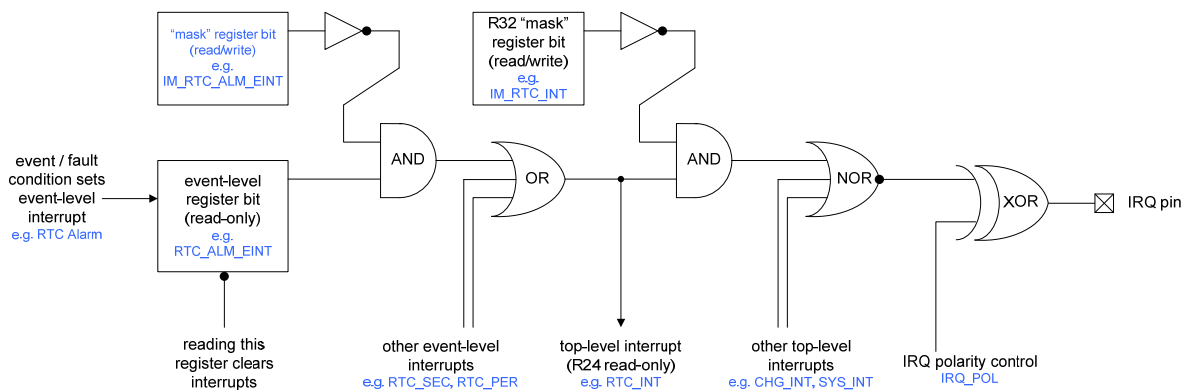 “mask” register bit
(read/write)
e.g.
IM_RTC_ALM_EINT
R32 “mask”
register bit
(read/write)
e.g.
IM_RTC_INT
event / fault
condition sets
event-level
interrupt
e.g. RTC Alarm
event-level
register bit
(read-only)
e.g.
RTC_ALM_EINT
AND
OR
AND
NOR
XOR
IRQ pin
reading this
register clears
interrupts
other event-level
interrupts
e.g. RTC_SEC, RTC_PER
top-level interrupt
(R24 read-only)
e.g. RTC_INT
other top-level
interrupts
e.g. CHG_INT, SYS_INT
IRQ polarity control
IRQ_POL